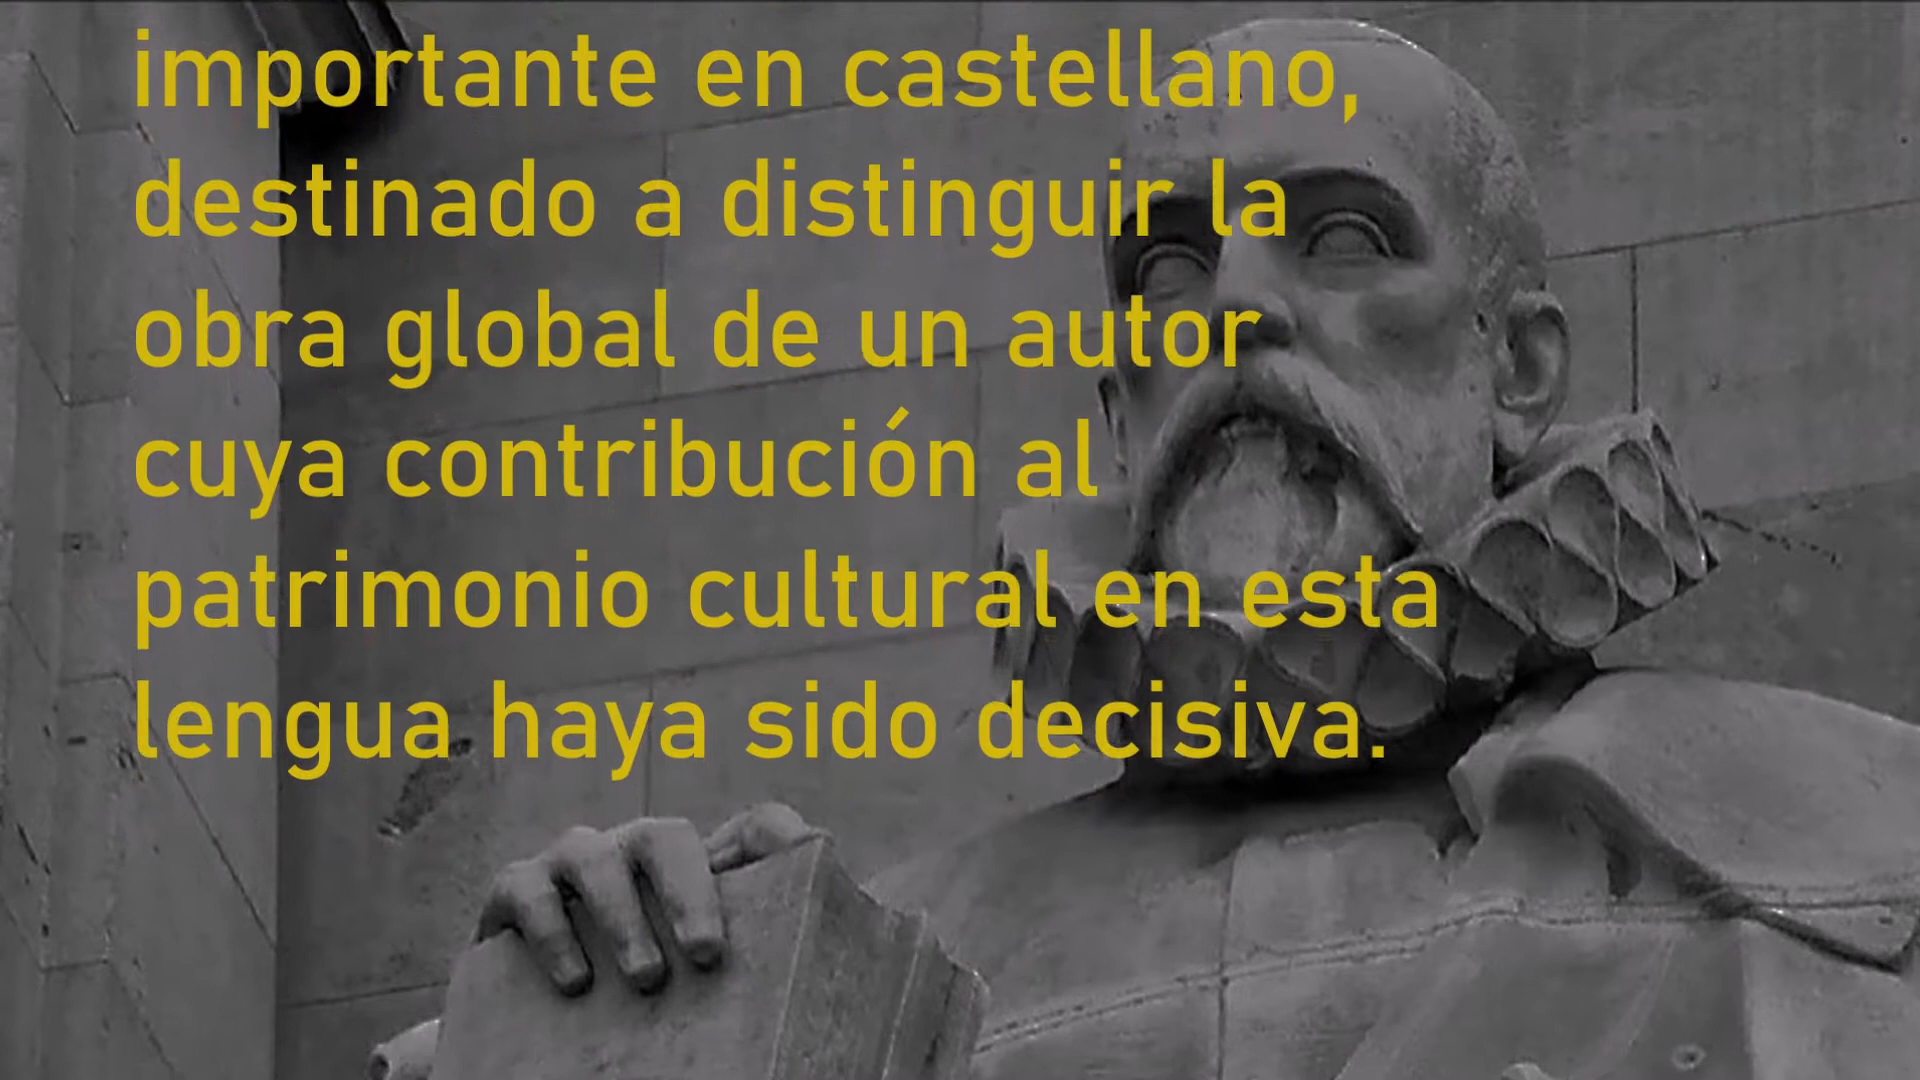 importante en castellano,
destinado a distinguir la
obra global de un autor
cuya contribución al
patrimonio cultural en esta
lengua haya sido decisiva.